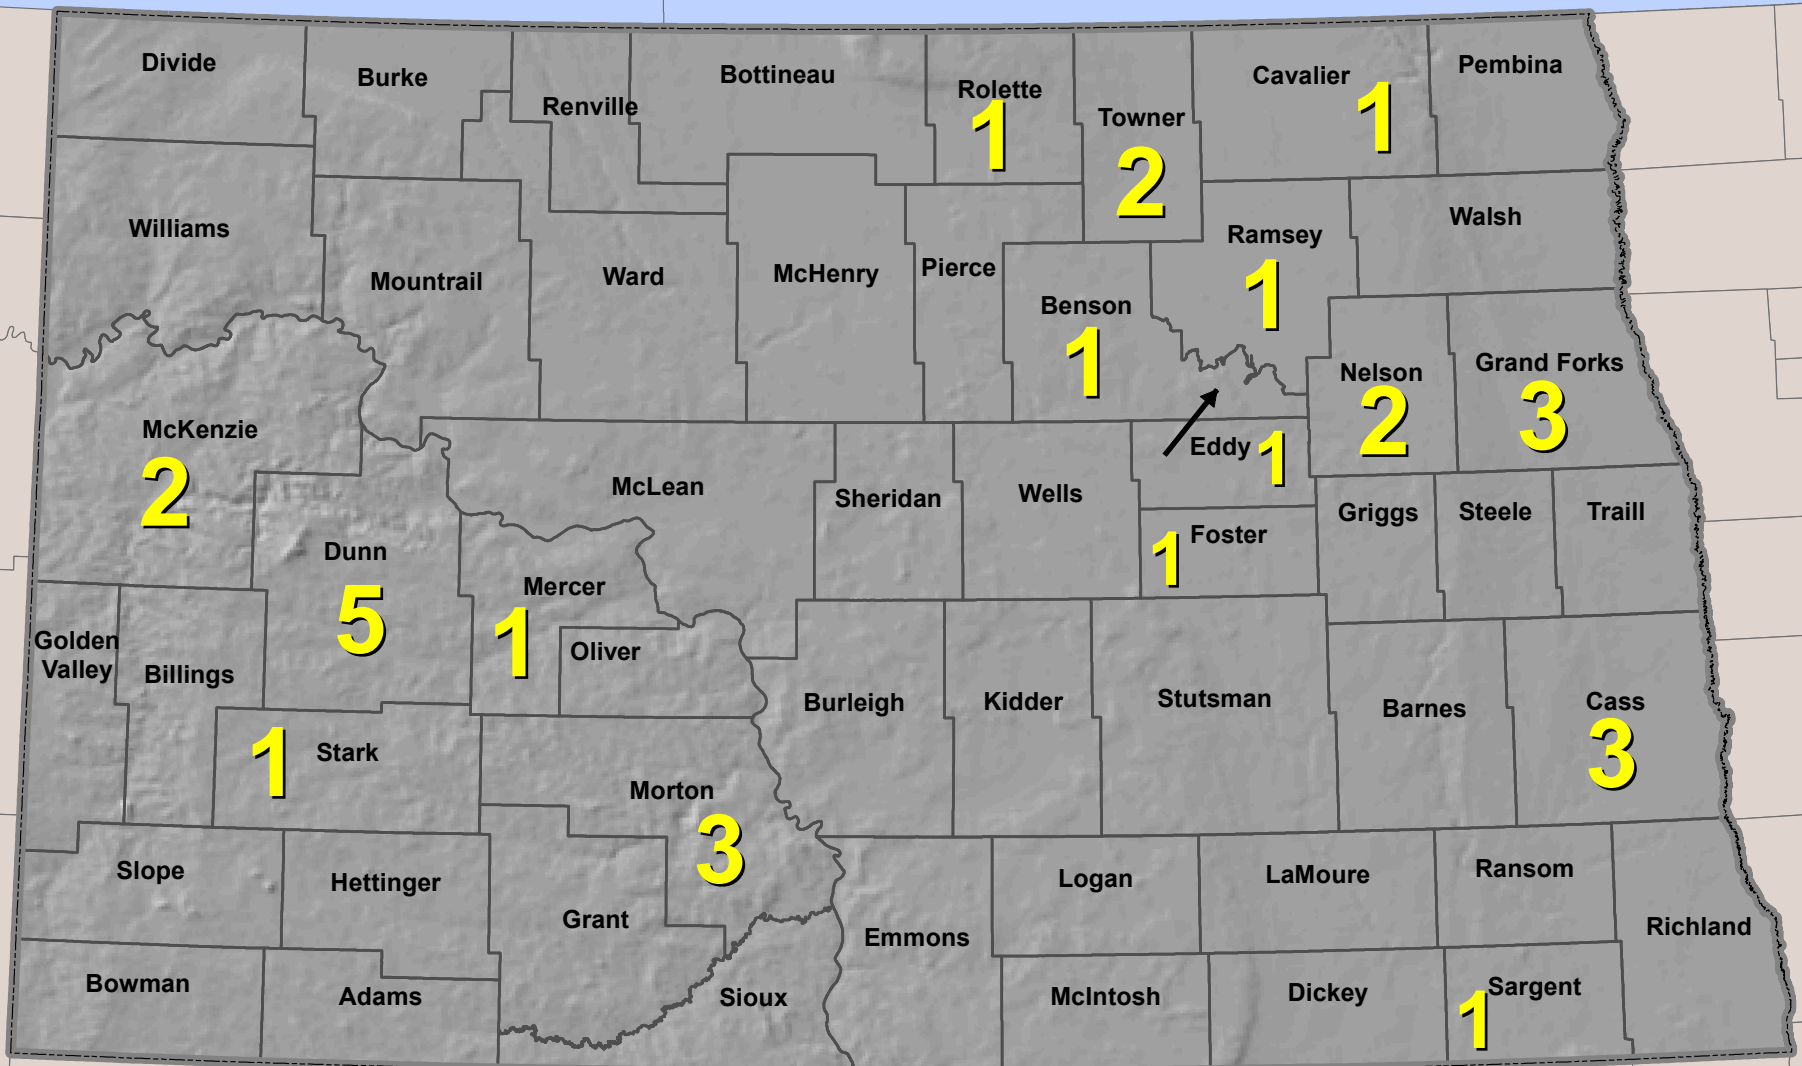 Divide
Burke
Renville
Bottineau
Rolette
1
Towner
2
Cavalier
1
Pembina
Williams
Mountrail
Ward
McHenry
Pierce
Benson
1
Ramsey
1
Walsh
McKenzie
2
Nelson
2
Grand Forks
3
Eddy 1
Dunn
5
McLean
Sheridan
Wells
1 Foster
Griggs
Steele
Traill
Mercer
1
Oliver
Golden
Valley
Billings
1 Stark
Morton
3
Burleigh
Kidder
Stutsman
Barnes
Cass
3
Slope
Hettinger
Grant
Emmons
Logan
LaMoure
Ransom
Richland
Bowman
Adams
Sioux
McIntosh
Dickey
1 Sargent